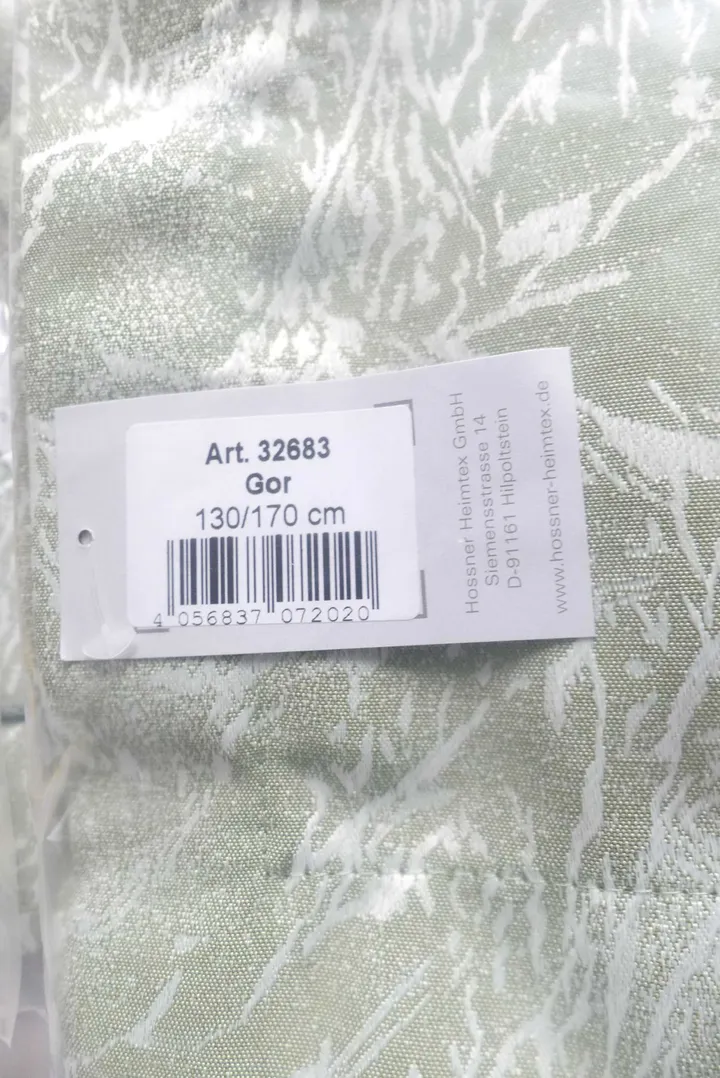 Art. 32683
Gor
130/170 cm
4 056837 072020
Hossner Heimtex GmbH
Siemensstrasse 14
D-91161 Hilpoltstein
www.hossner-heimtex.de